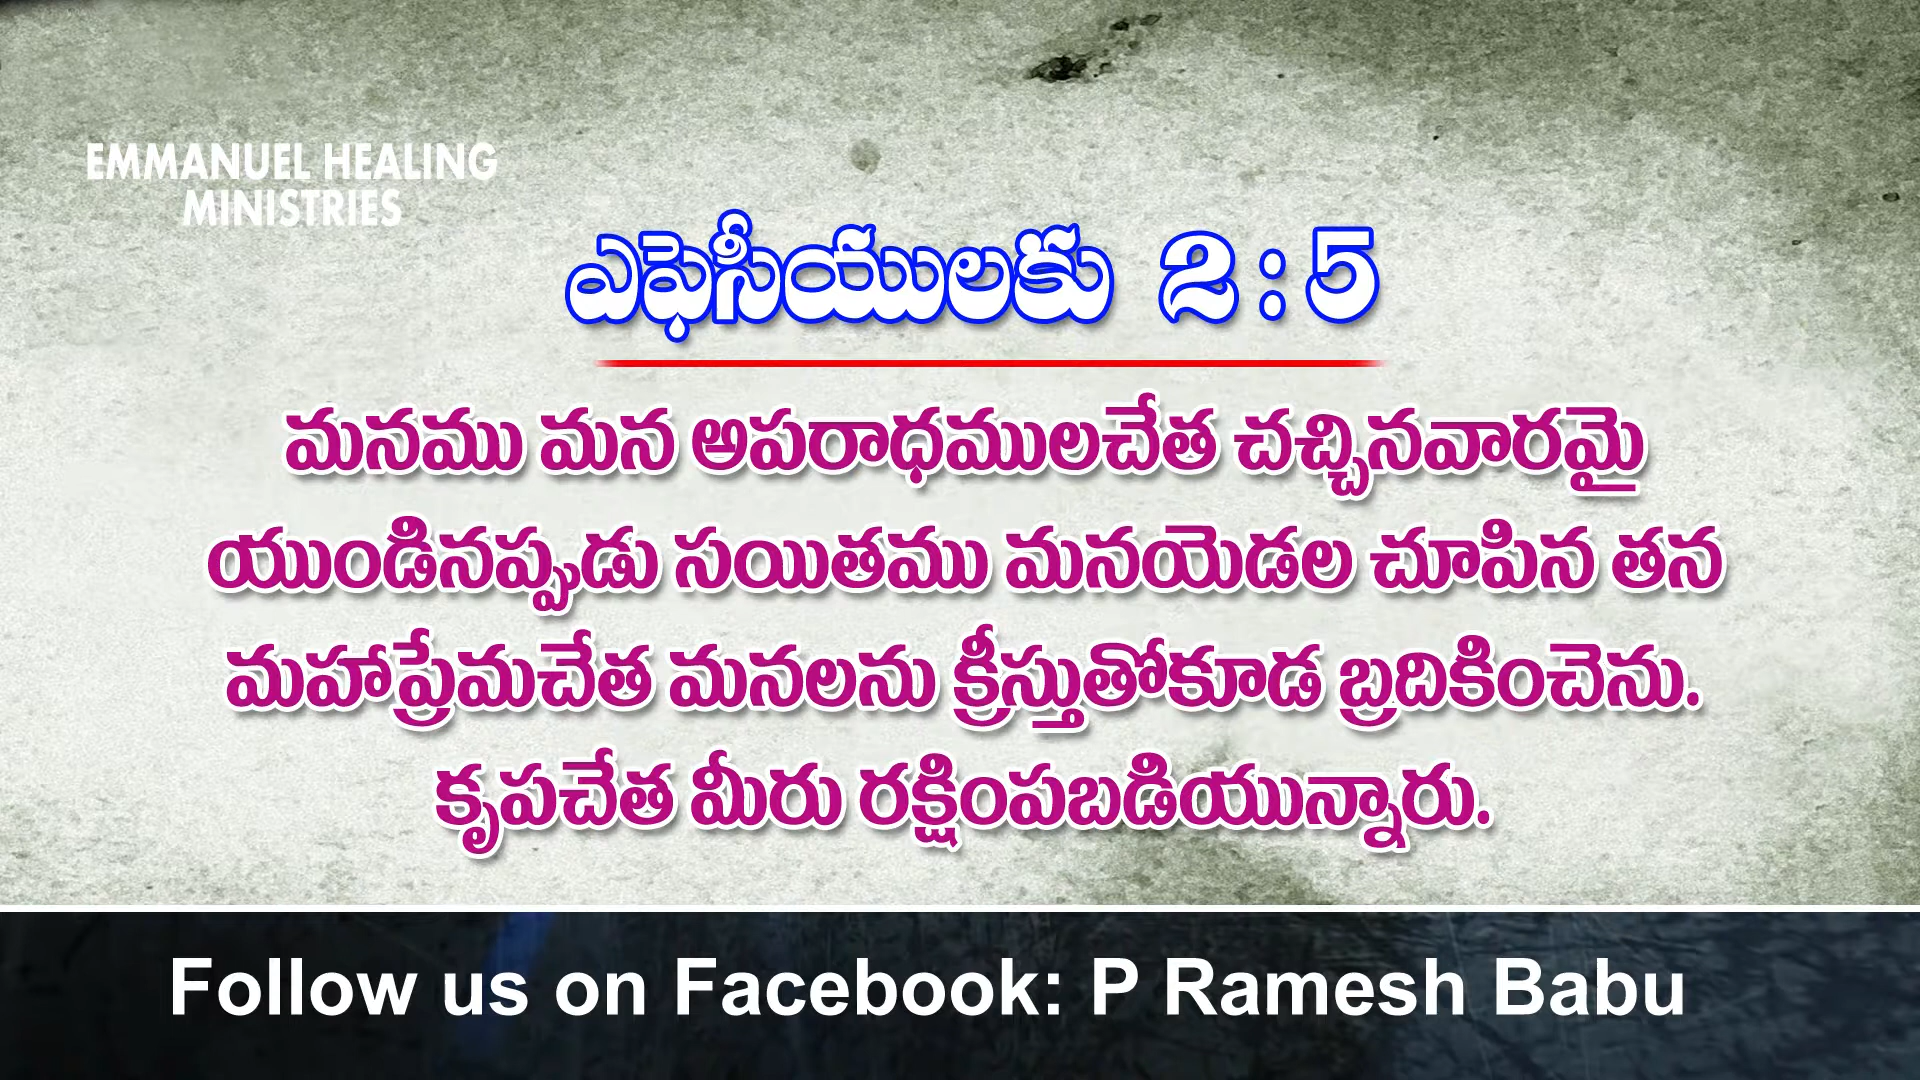 EMMANUEL HEALING
MINISTRIES
ఎఫెసీయులకు 2:5
మనము మన అపరాధములచేత చచ్చినవారమై
యుండినప్పుడు సయితము మనయెడల చూపిన తన
మహాప్రేమచేత మనలను క్రీస్తుతోకూడ బ్రదికించెను.
కృపచేత మీరు రక్షింపబడియున్నారు.
Follow us on Facebook: P Ramesh Babu